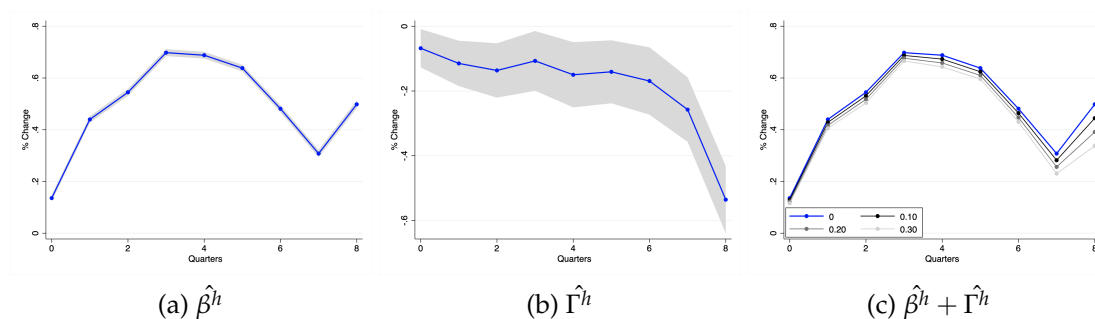 .8
.6
.4
.2
0
% Change
0 2 4 6 8
Quarters
(a) β̂^h
0
-.2
-.4
-.6
% Change
0 2 4 6 8
Quarters
(b) Γ̂^h
.8
.6
.4
.2
0
% Change
0 0.10
0.20 0.30
0 2 4 6 8
Quarters
(c) β̂^h + Γ̂^h